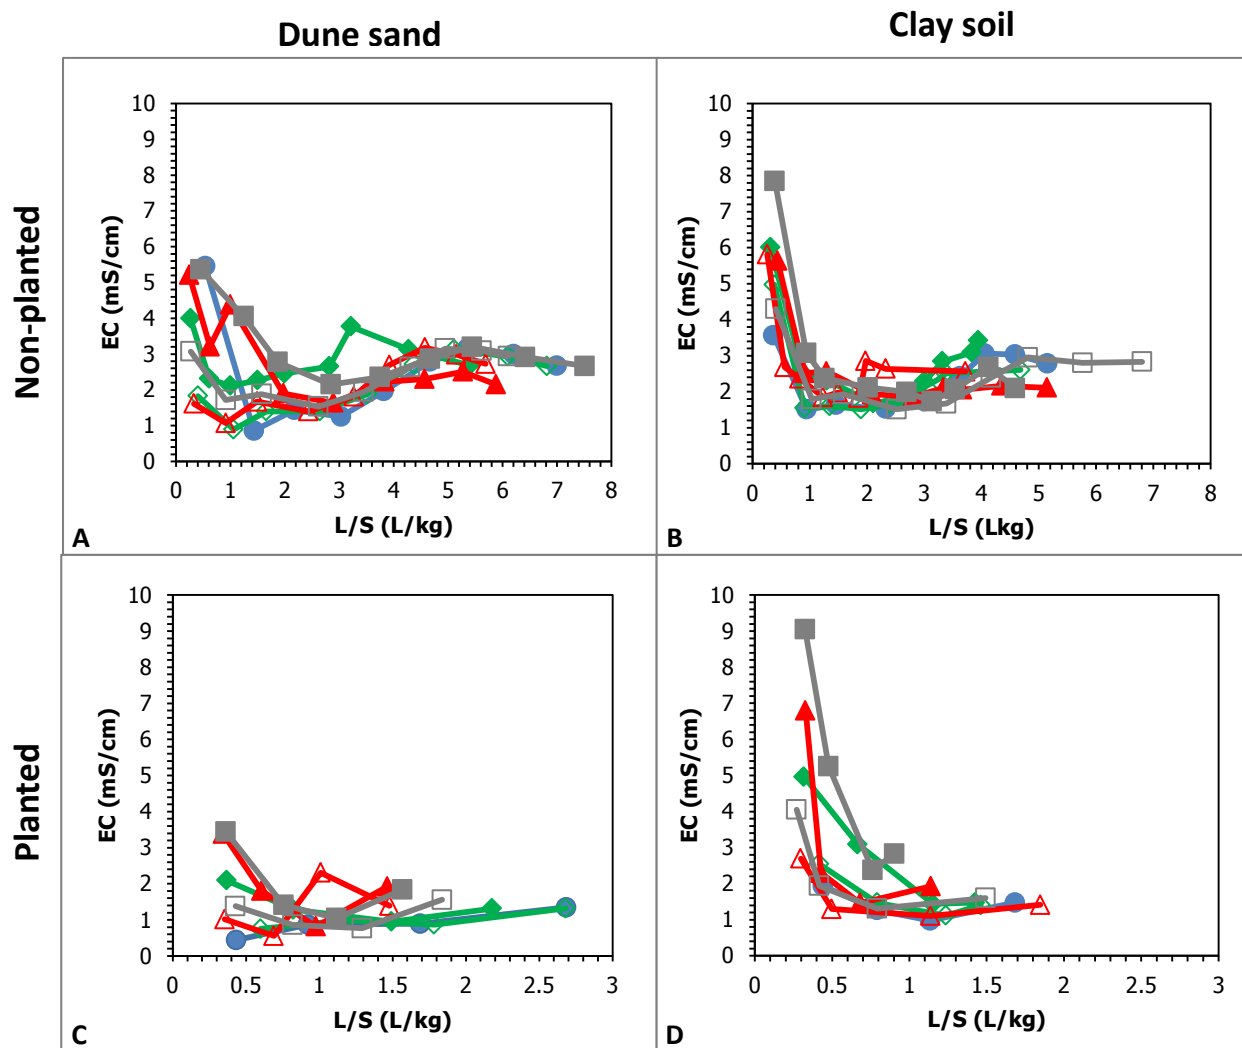 Dune sand
Clay soil
Non-planted
Planted
10
9
8
7
6
5
4
3
2
1
0
EC (mS/cm)
0 1 2 3 4 5 6 7 8
L/S (L/kg)
A
10
9
8
7
6
5
4
3
2
1
0
EC (mS/cm)
0 1 2 3 4 5 6 7 8
L/S (Lkg)
B
10
9
8
7
6
5
4
3
2
1
0
EC (mS/cm)
0 0.5 1 1.5 2 2.5 3
L/S (L/kg)
C
10
9
8
7
6
5
4
3
2
1
0
EC (mS/cm)
0 0.5 1 1.5 2 2.5 3
L/S (L/kg)
D